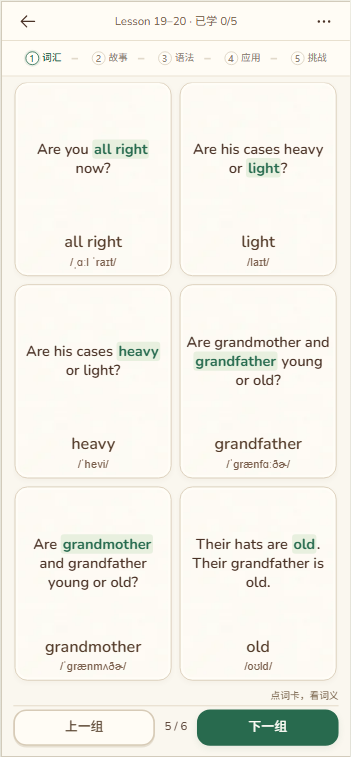 Lesson 19–20 · 已学 0/5
1 词汇 – 2 故事 – 3 语法 – 4 应用 – 5 挑战
Are you all right
now?
all right
/ˌɑːl ˈraɪt/
Are his cases heavy
or light?
light
/laɪt/
Are his cases heavy
or light?
heavy
/ˈhevi/
Are grandmother and
grandfather young
or old?
grandfather
/ˈɡrænfɑːðɚ/
Are grandmother
and grandfather
young or old?
grandmother
/ˈɡrænmʌðɚ/
Their hats are old.
Their grandfather is
old.
old
/oʊld/
点词卡，看词义
上一组
5 / 6
下一组